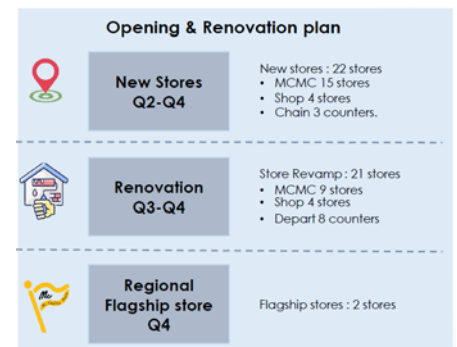 Opening & Renovation plan
New Stores
Q2-Q4
New stores : 22 stores
• MCMC 15 stores
• Shop 4 stores
• Chain 3 counters.
Renovation
Q3-Q4
Store Revamp : 21 stores
• MCMC 9 stores
• Shop 4 stores
• Depart 8 counters
Regional
Flagship store
Q4
Flagship stores : 2 stores